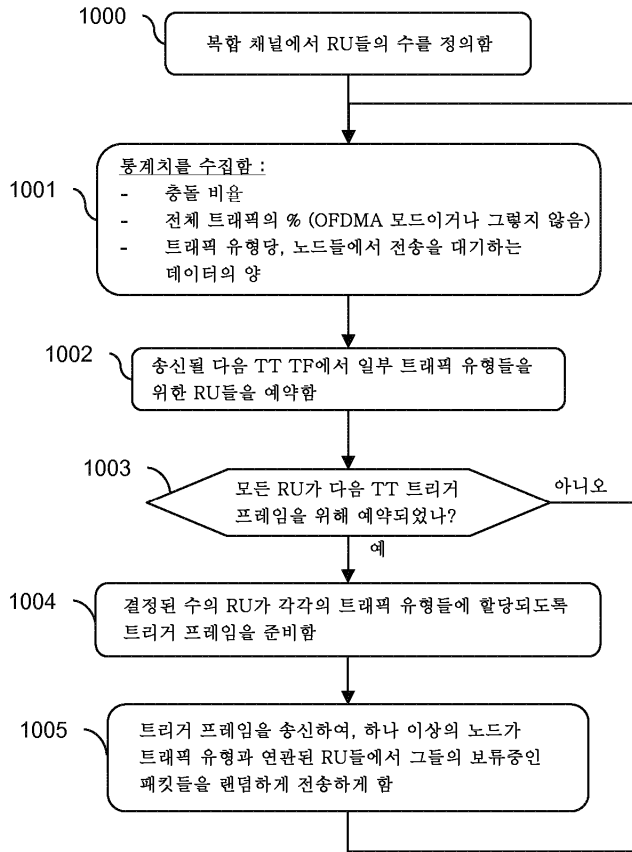 1000
복합 채널에서 RU들의 수를 정의함
1001
통계치를 수집함 :
- 충돌 비율
- 전체 트래픽의 % (OFDMA 모드이거나 그렇지 않음)
- 트래픽 유형당, 노드들에서 전송을 대기하는
데이터의 양
1002
송신될 다음 TT TF에서 일부 트래픽 유형들을
위한 RU들을 예약함
1003
모든 RU가 다음 TT 트리거
프레임을 위해 예약되었나?
아니오
예
1004
결정된 수의 RU가 각각의 트래픽 유형들에 할당되도록
트리거 프레임을 준비함
1005
트리거 프레임을 송신하여, 하나 이상의 노드가
트래픽 유형과 연관된 RU들에서 그들의 보류중인
패킷들을 랜덤하게 전송하게 함